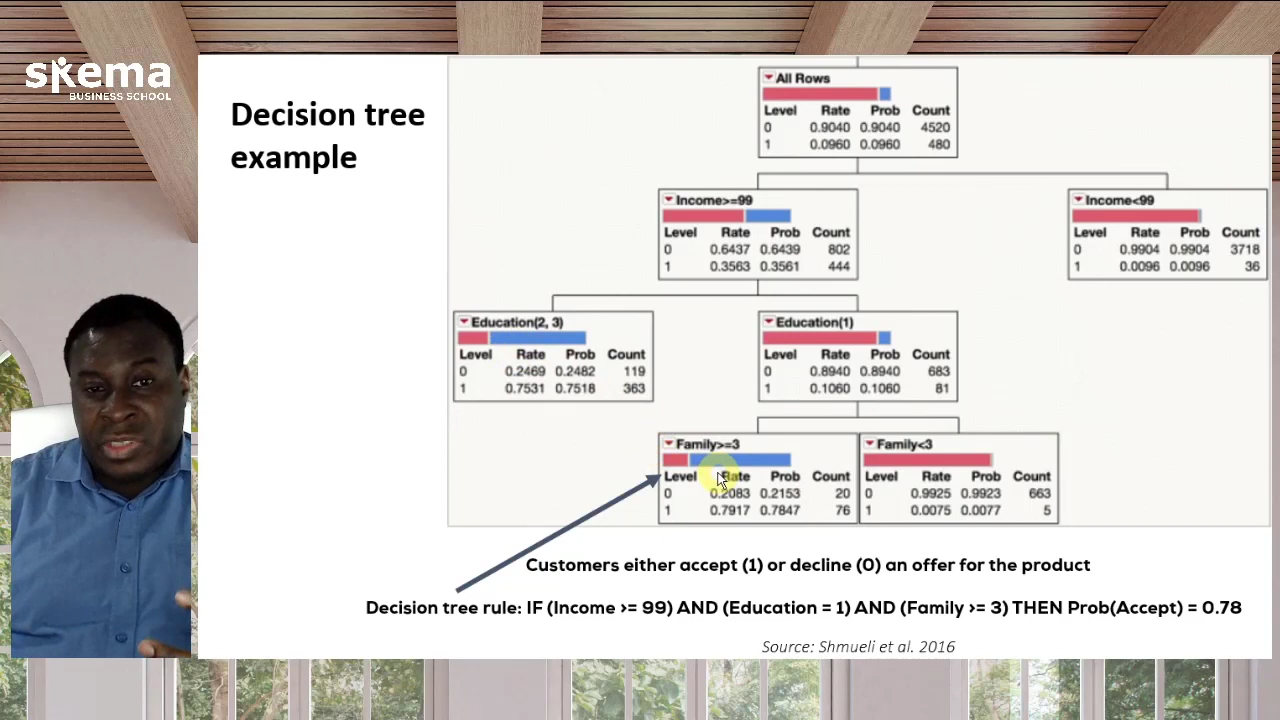 skema
BUSINESS SCHOOL
Decision tree
example
All Rows
Level Rate Prob Count
0 0.9040 0.9040 4520
1 0.0960 0.0960 480
Income>=99
Level Rate Prob Count
0 0.6437 0.6439 802
1 0.3563 0.3561 444
Income<99
Level Rate Prob Count
0 0.9904 0.9904 3718
1 0.0096 0.0096 36
Education(2, 3)
Level Rate Prob Count
0 0.2469 0.2482 119
1 0.7531 0.7518 363
Education(1)
Level Rate Prob Count
0 0.8940 0.8940 683
1 0.1060 0.1060 81
Family>=3
Level Rate Prob Count
0 0.2083 0.2153 20
1 0.7917 0.7847 76
Family<3
Level Rate Prob Count
0 0.9925 0.9923 663
1 0.0075 0.0077 5
Customers either accept (1) or decline (0) an offer for the product
Decision tree rule: IF (Income >= 99) AND (Education = 1) AND (Family >= 3) THEN Prob(Accept) = 0.78
Source: Shmueli et al. 2016